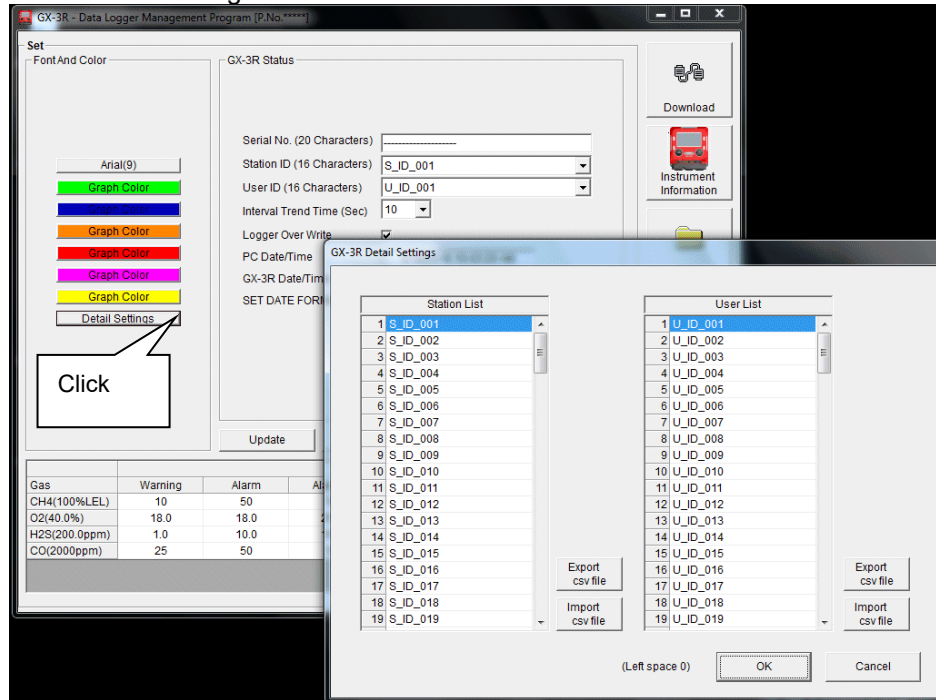 GX-3R - Data Logger Management Program [P.No.*****]
Set
Font And Color
Arial(9)
Graph Color
Graph Color
Graph Color
Graph Color
Graph Color
Detail Settings
Click
GX-3R Status
Serial No. (20 Characters) --------------------
Station ID (16 Characters) S_ID_001
User ID (16 Characters) U_ID_001
Interval Trend Time (Sec) 10
Logger Over Write
PC Date/Time
GX-3R Date/Tim
SET DATE FORM
Update
Download
Instrument
Information
Gas Warning Alarm Al
CH4(100%LEL) 10 50
O2(40.0%) 18.0 18.0
H2S(200.0ppm) 1.0 10.0
CO(2000ppm) 25 50
GX-3R Detail Settings
Station List
1 S_ID_001
2 S_ID_002
3 S_ID_003
4 S_ID_004
5 S_ID_005
6 S_ID_006
7 S_ID_007
8 S_ID_008
9 S_ID_009
10 S_ID_010
11 S_ID_011
12 S_ID_012
13 S_ID_013
14 S_ID_014
15 S_ID_015
16 S_ID_016
17 S_ID_017
18 S_ID_018
19 S_ID_019
Export
csv file
Import
csv file
User List
1 U_ID_001
2 U_ID_002
3 U_ID_003
4 U_ID_004
5 U_ID_005
6 U_ID_006
7 U_ID_007
8 U_ID_008
9 U_ID_009
10 U_ID_010
11 U_ID_011
12 U_ID_012
13 U_ID_013
14 U_ID_014
15 U_ID_015
16 U_ID_016
17 U_ID_017
18 U_ID_018
19 U_ID_019
Export
csv file
Import
csv file
(Left space 0)
OK
Cancel